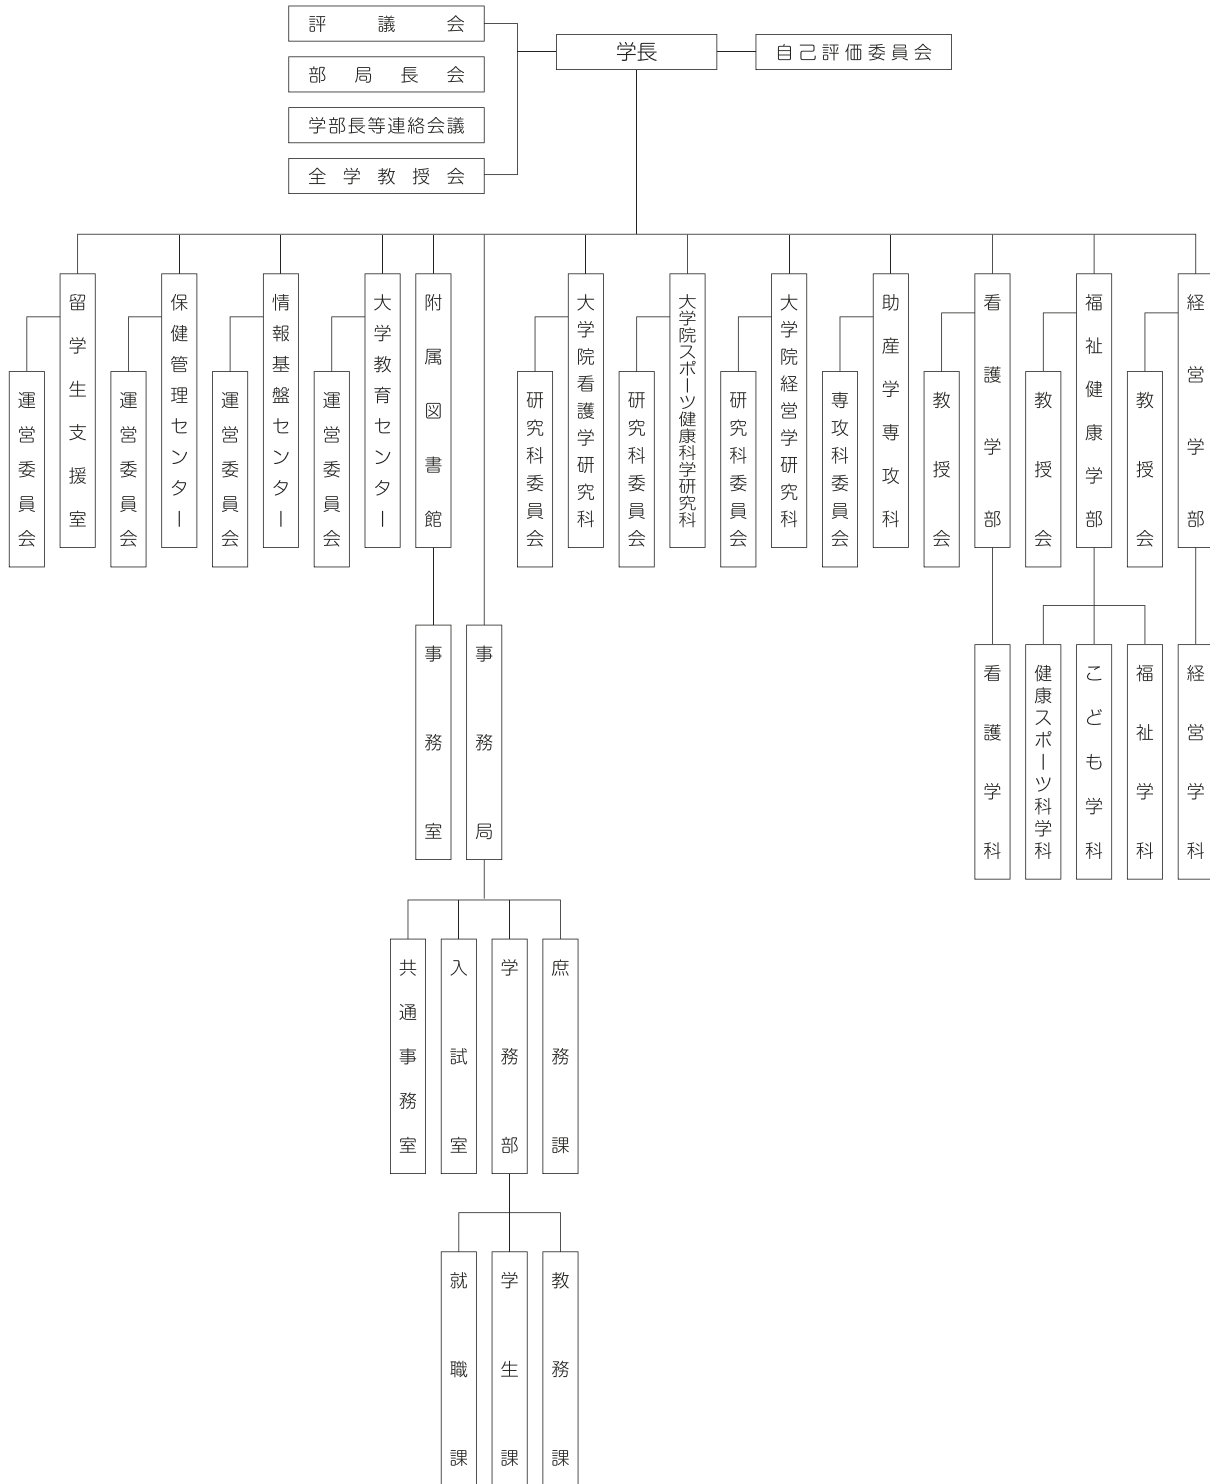 評議会
学長
自己評価委員会
部局長会
学部長等連絡会議
全学教授会
経営学部
教授会
福祉健康学部
教授会
看護学部
教授会
助産学専攻科
専攻科委員会
大学院経営学研究科
研究科委員会
大学院スポーツ健康科学研究科
研究科委員会
大学院看護学研究科
研究科委員会
附属図書館
大学教育センター
運営委員会
情報基盤センター
運営委員会
保健管理センター
運営委員会
留学生支援室
運営委員会
経営学科
福祉学科
こども学科
健康スポーツ科学科
看護学科
事務局
事務室
庶務課
学務部
入試室
共通事務室
教務課
学生課
就職課